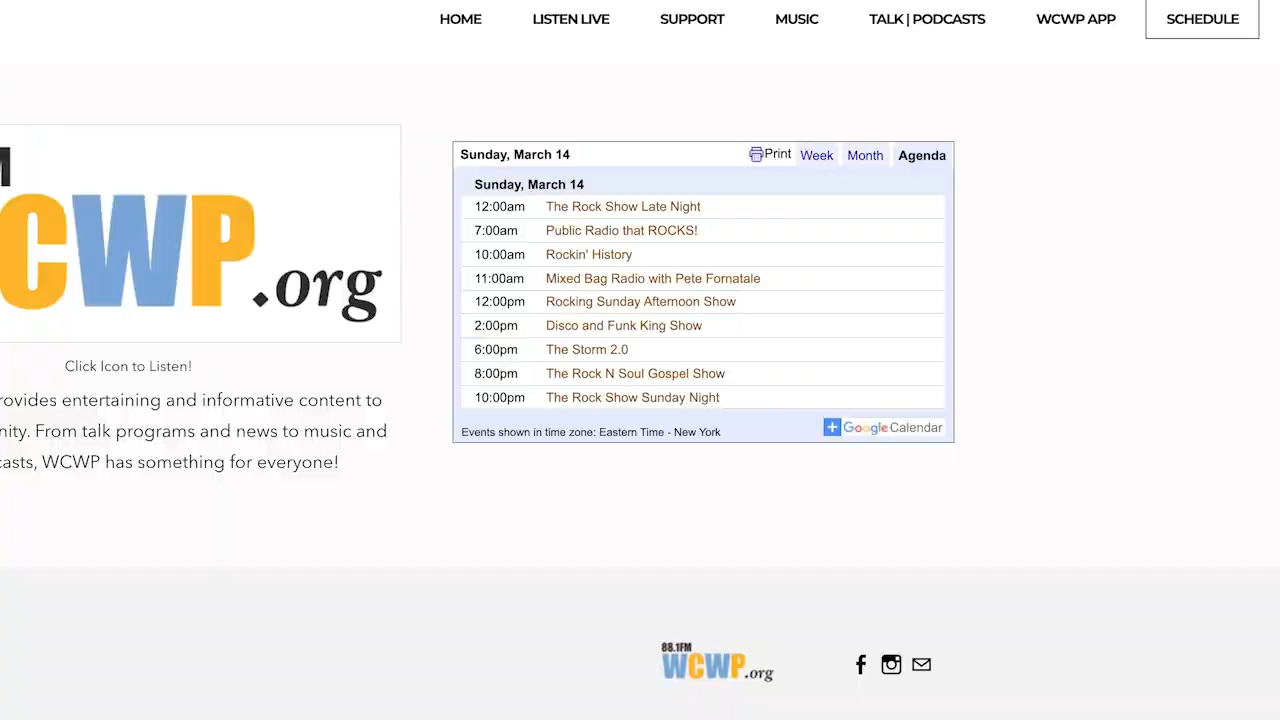 HOME LISTEN LIVE SUPPORT MUSIC TALK | PODCASTS WCWP APP SCHEDULE
CWP.org
Click Icon to Listen!
provides entertaining and informative content to
From talk programs and news to music and
WCWP has something for everyone!
Sunday, March 14 Print Week Month Agenda
Sunday, March 14
12:00am The Rock Show Late Night
7:00am Public Radio that ROCKS!
10:00am Rockin' History
11:00am Mixed Bag Radio with Pete Fornatale
12:00pm Rocking Sunday Afternoon Show
2:00pm Disco and Funk King Show
6:00pm The Storm 2.0
8:00pm The Rock N Soul Gospel Show
10:00pm The Rock Show Sunday Night
Events shown in time zone: Eastern Time - New York
Google Calendar
88.1FM
WCWP.org